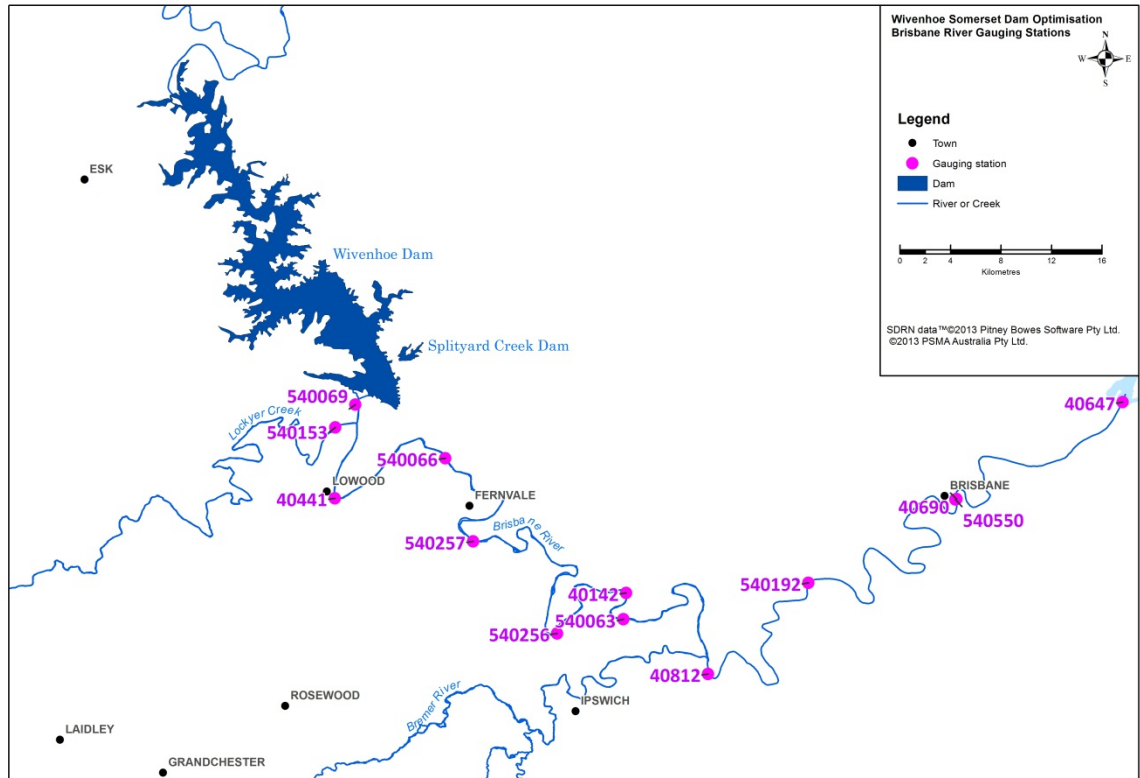 Wivenhoe Somerset Dam Optimisation
Brisbane River Gauging Stations
N
W E
S
Legend
Town
Gauging station
Dam
River or Creek
0 2 4 8 12 16
Kilometres
SDRN data™©2013 Pitney Bowes Software Pty Ltd.
©2013 PSMA Australia Pty Ltd.
ESK
Wivenhoe Dam
Splityard Creek Dam
540069
Lockyer Creek
540153
40647
540066
LOWOOD
40441
FERNVALE
BRISBANE
40690
540550
Brisbane River
540257
540192
40142
540063
540256
40812
ROSEWOOD
Bremer River
IPSWICH
LAIDLEY
GRANDCHESTER